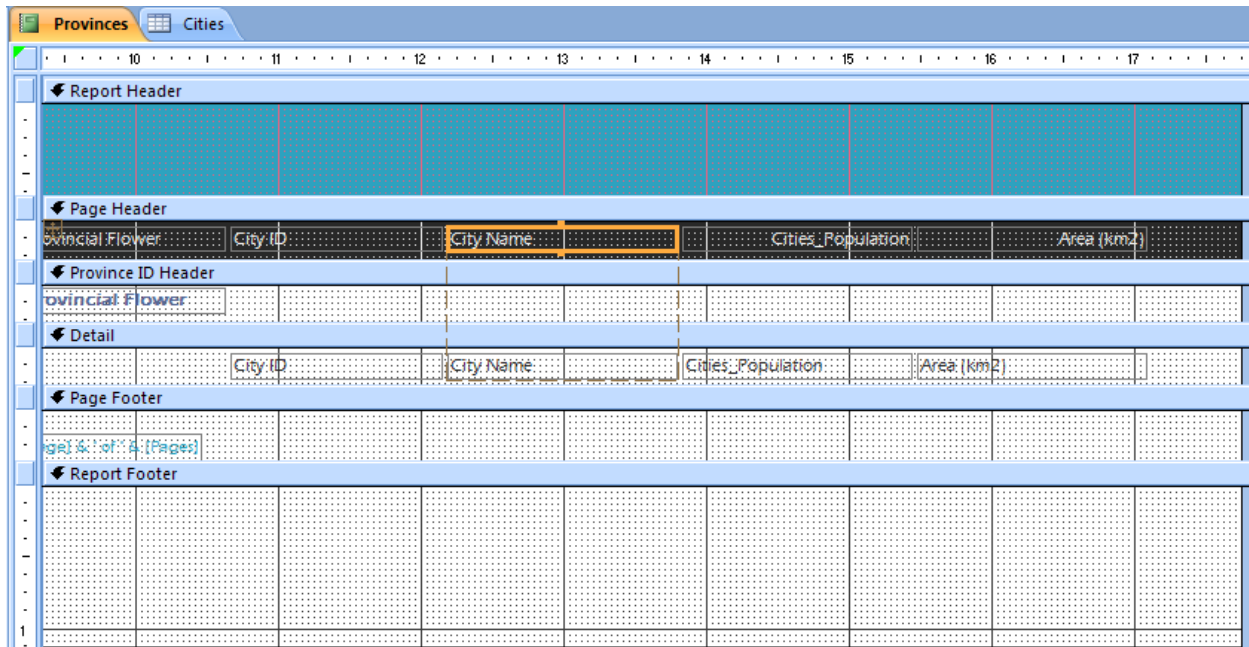 Provinces Cities
10 11 12 13 14 15 16 17
Report Header
Page Header
ovincial Flower City ID City Name Cities_Population Area (km2)
Province ID Header
rovincial Flower
Detail
City ID City Name Cities_Population Area (km2)
Page Footer
age] & " of " & [Pages]
Report Footer
1